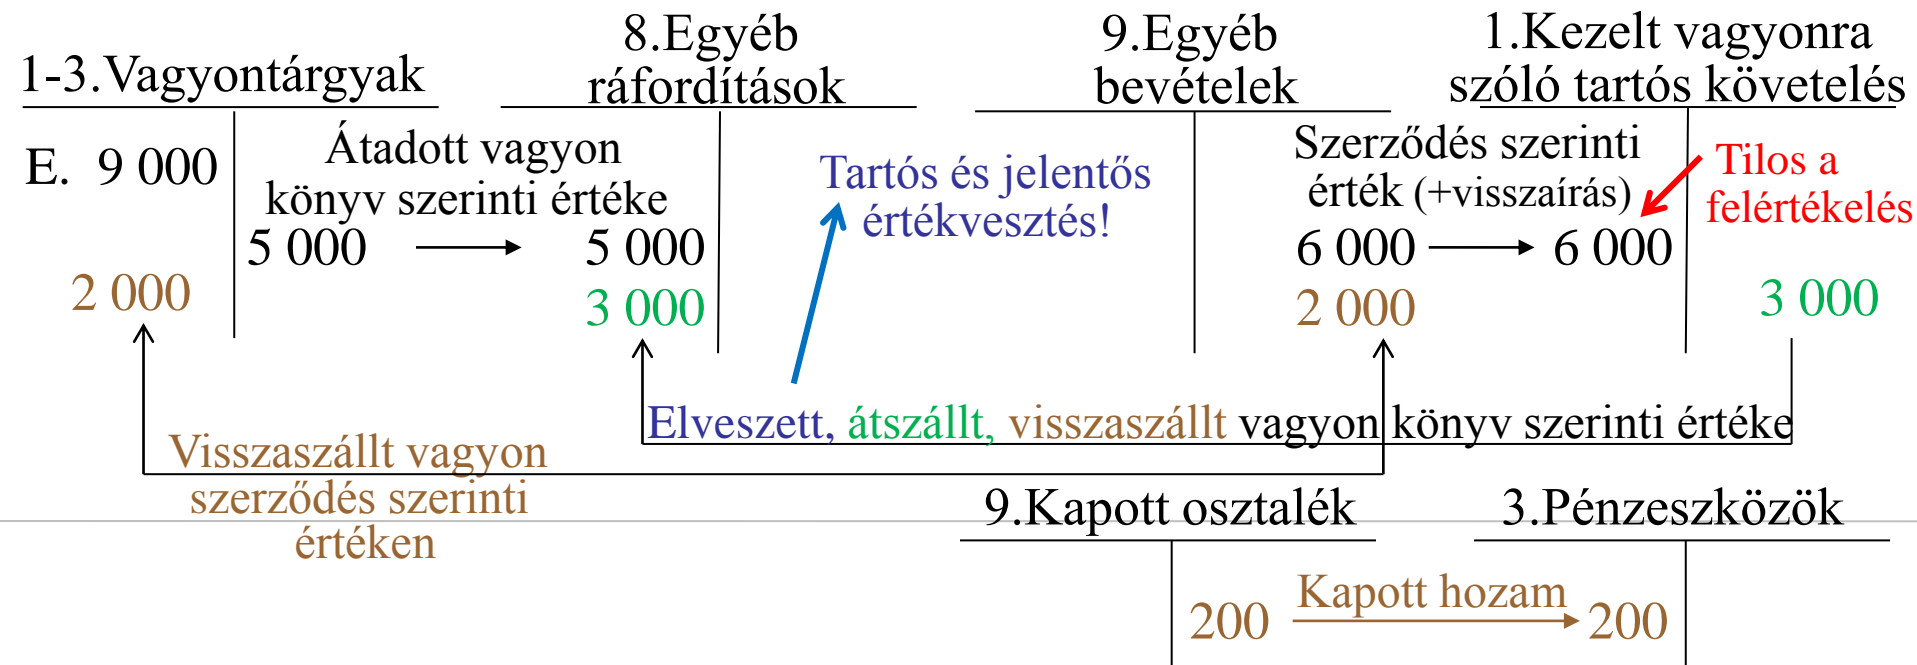 1-3.Vagyontárgyak
8.Egyéb
ráfordítások
9.Egyéb
bevételek
1.Kezelt vagyonra
szóló tartós követelés
E. 9 000
Átadott vagyon
könyv szerinti értéke
5 000
5 000
2 000
3 000
Tartós és jelentős
értékvesztés!
Szerződés szerinti
érték (+visszaírás)
6 000
6 000
2 000
Tilos a
felértékelés
3 000
Elveszett, átszállt, visszaszállt vagyon könyv szerinti értéke
Visszaszállt vagyon
szerződés szerinti
értéken
9.Kapott osztalék
3.Pénzeszközök
200
Kapott hozam
200